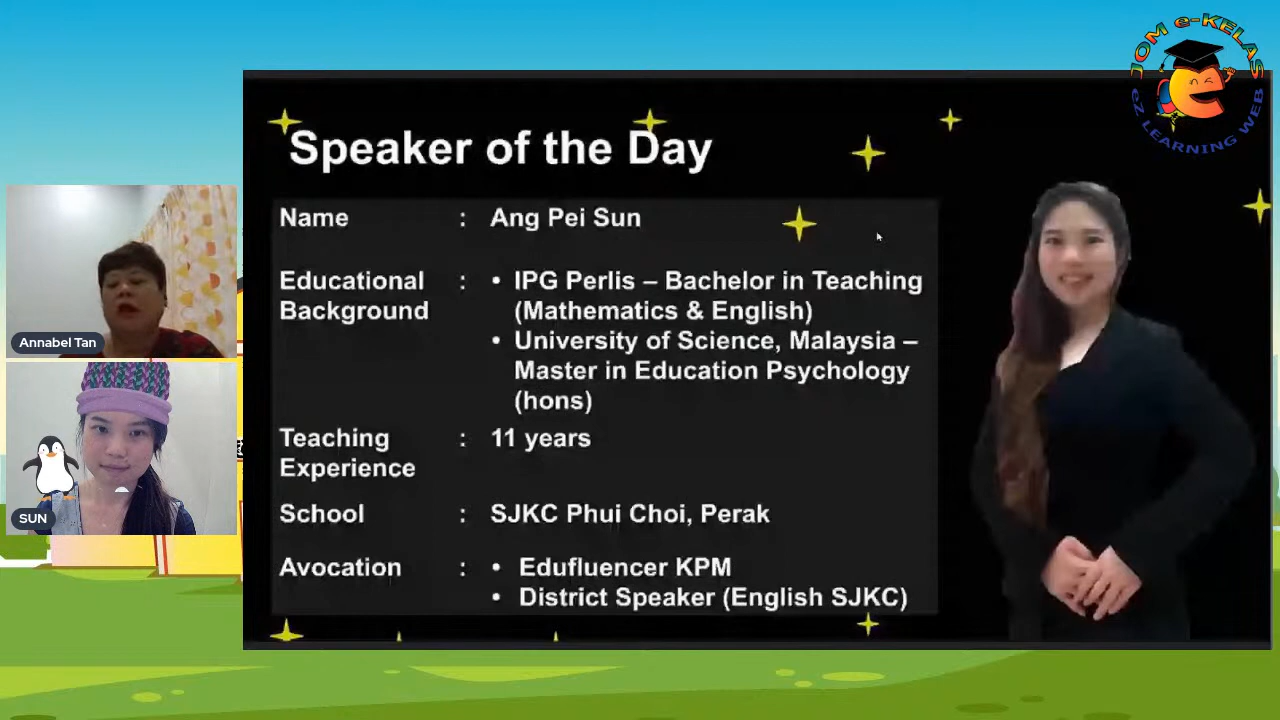 JOM e-KELAS
eZ LEARNING WEB
Speaker of the Day
Name : Ang Pei Sun
Educational : • IPG Perlis – Bachelor in Teaching
Background (Mathematics & English)
• University of Science, Malaysia –
Master in Education Psychology
(hons)
Teaching : 11 years
Experience
School : SJKC Phui Choi, Perak
Avocation : • Edufluencer KPM
• District Speaker (English SJKC)
Annabel Tan
SUN